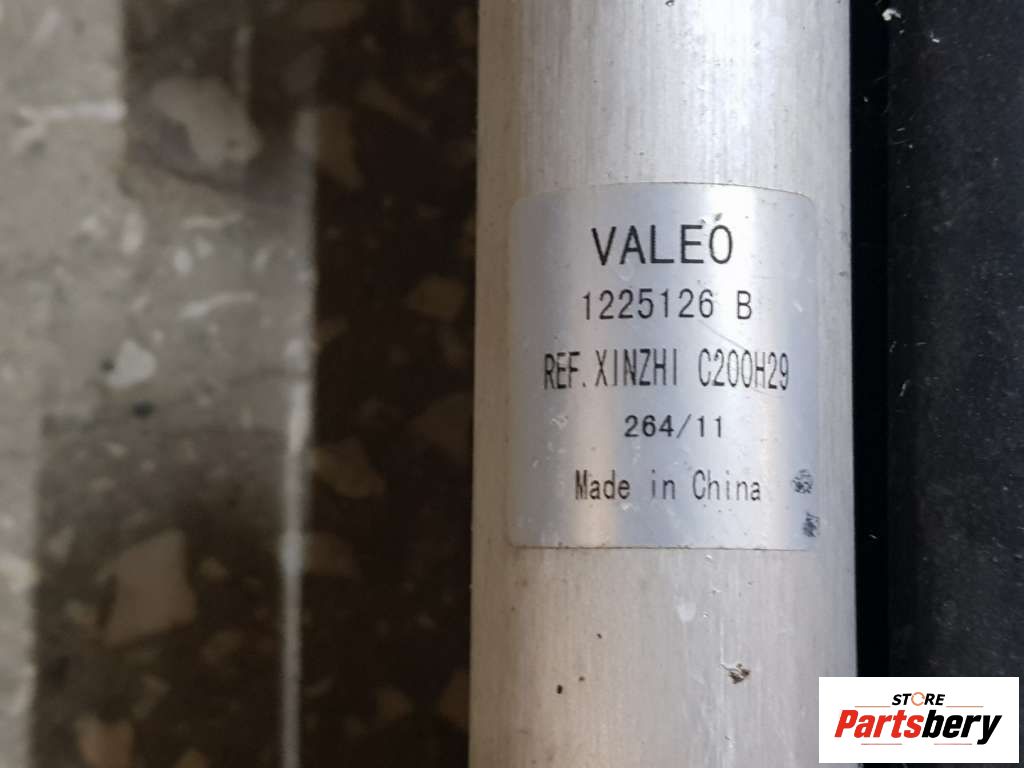 VALEO
1225126 B
REF. XINZHI C200H29
264/11
Made in China
STORE
Partsbery